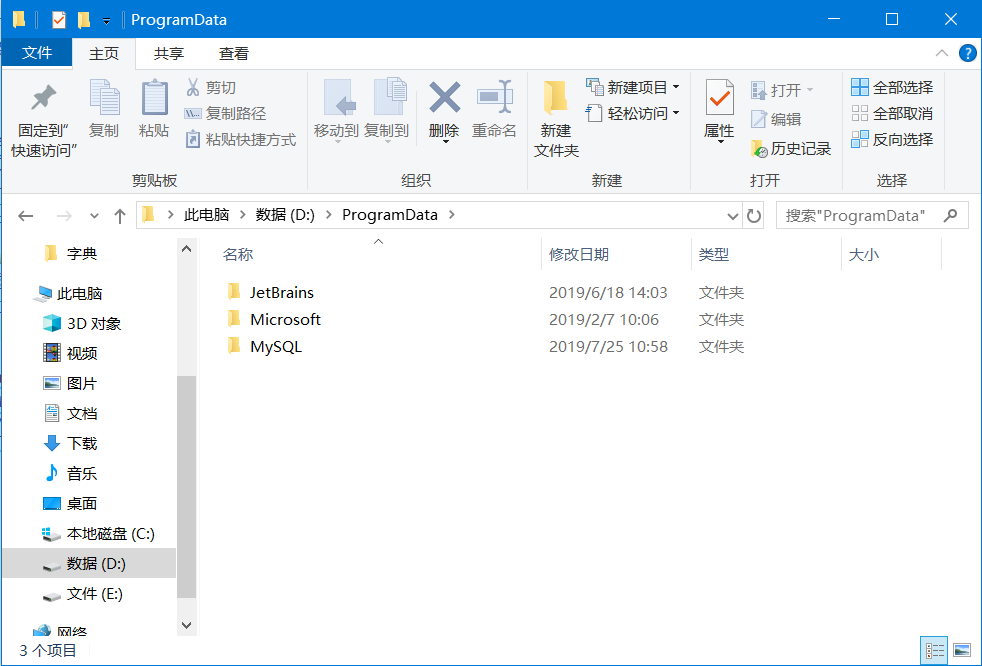 ProgramData
文件 主页 共享 查看
固定到"快速访问"
复制
粘贴
剪切
复制路径
粘贴快捷方式
剪贴板
移动到
复制到
删除
重命名
组织
新建
文件夹
新建项目
轻松访问
新建
属性
打开
编辑
历史记录
打开
全部选择
全部取消
反向选择
选择
此电脑 数据 (D:) ProgramData
搜索"ProgramData"
字典
此电脑
3D 对象
视频
图片
文档
下载
音乐
桌面
本地磁盘 (C:)
数据 (D:)
文件 (E:)
网络
名称 修改日期 类型 大小
JetBrains 2019/6/18 14:03 文件夹
Microsoft 2019/2/7 10:06 文件夹
MySQL 2019/7/25 10:58 文件夹
3 个项目